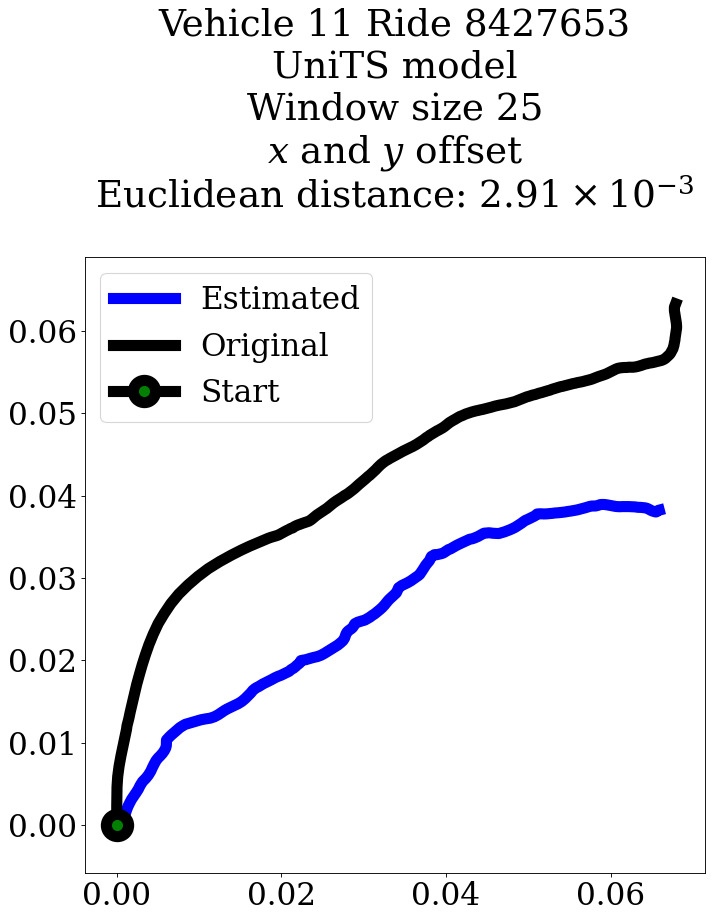 Vehicle 11 Ride 8427653
UniTS model
Window size 25
x and y offset
Euclidean distance: 2.91 × 10⁻³
Estimated
Original
Start
0.06
0.05
0.04
0.03
0.02
0.01
0.00
0.00 0.02 0.04 0.06